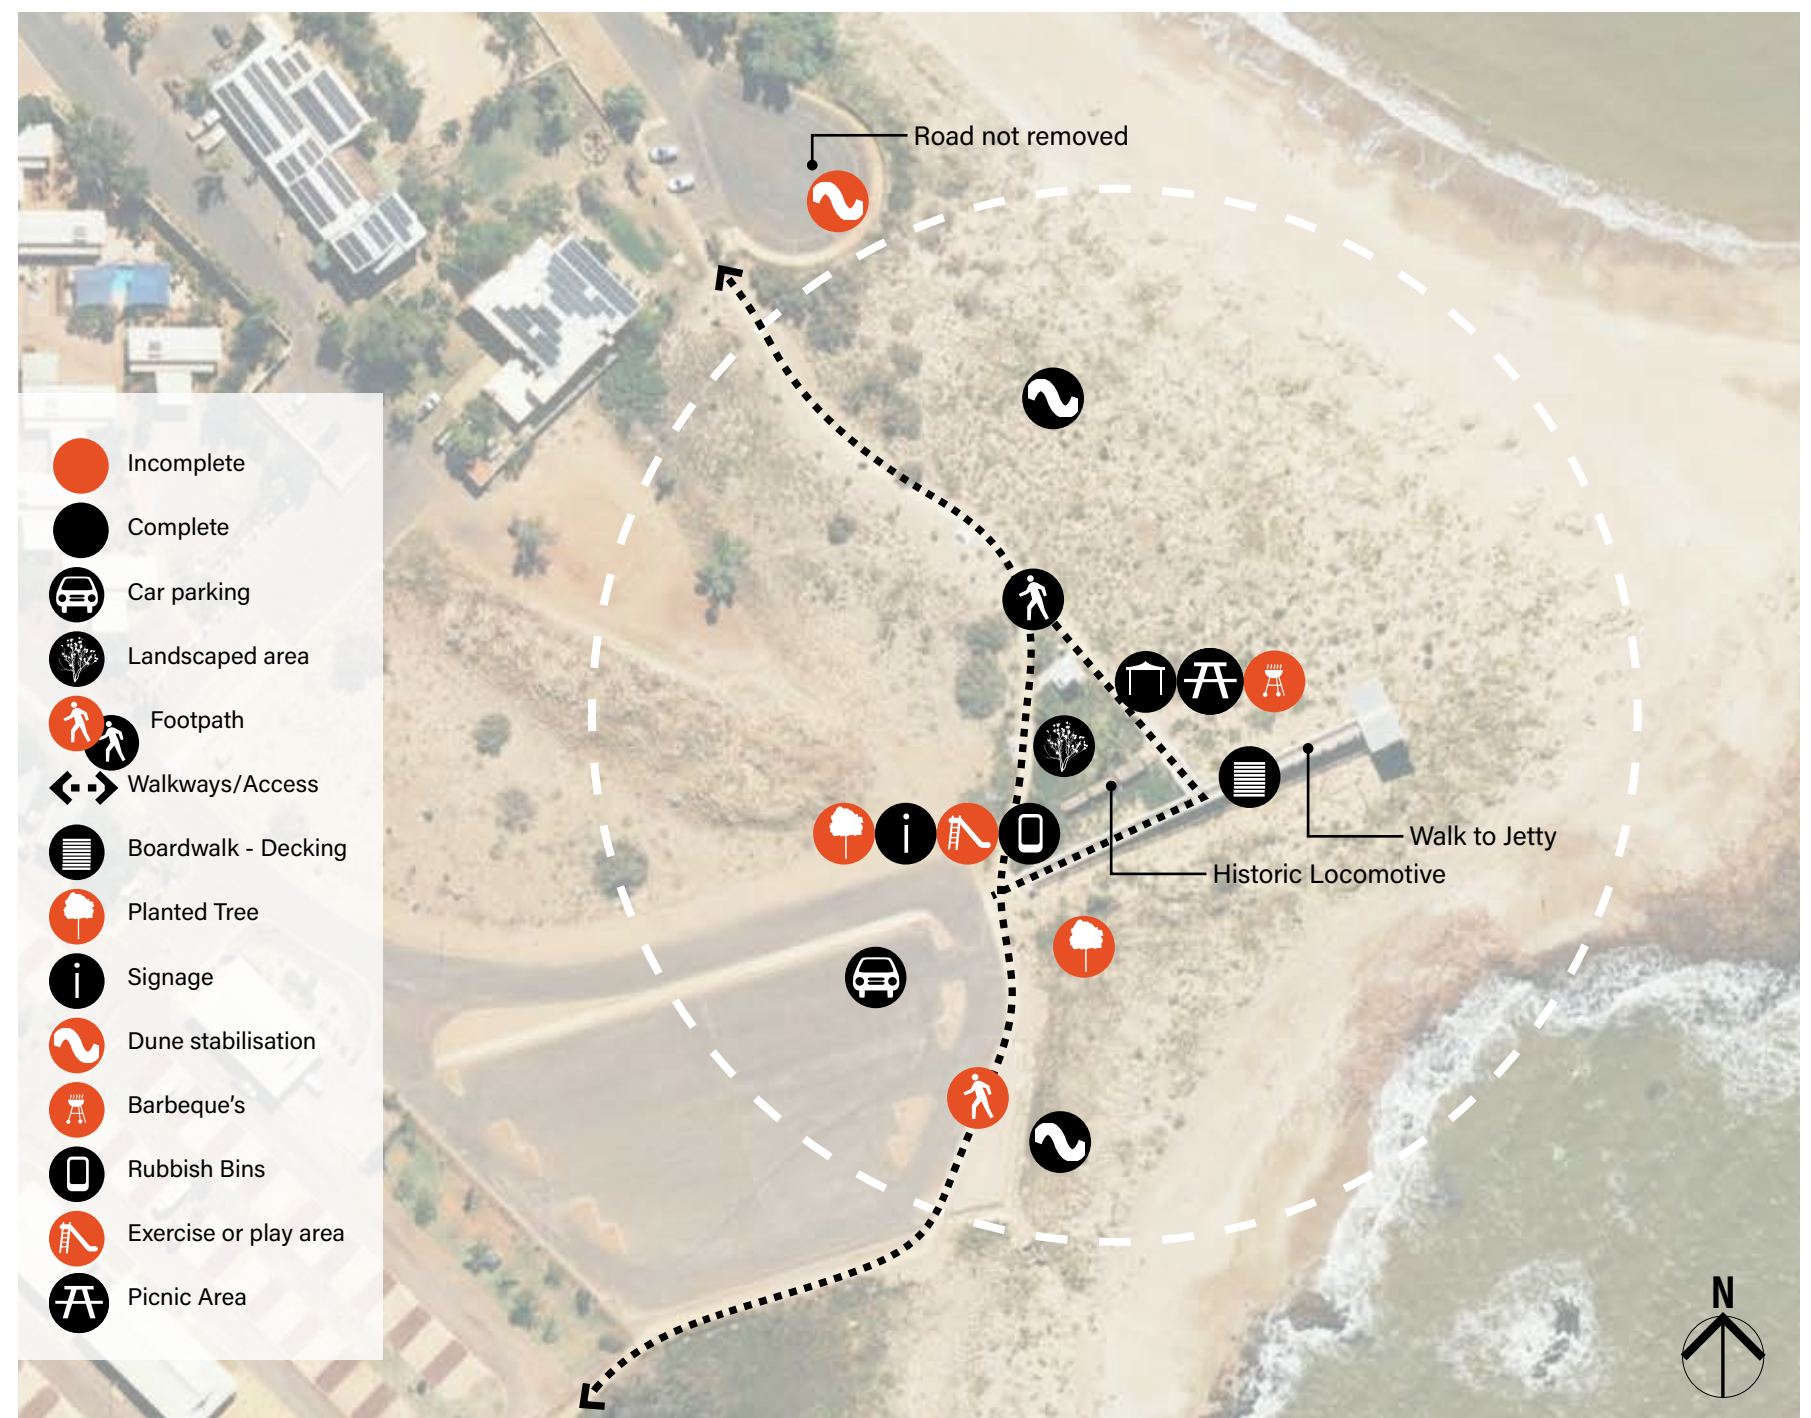 Road not removed
Incomplete
Complete
Car parking
Landscaped area
Footpath
Walkways/Access
Boardwalk - Decking
Planted Tree
Signage
Dune stabilisation
Barbeque's
Rubbish Bins
Exercise or play area
Picnic Area
Walk to Jetty
Historic Locomotive
N